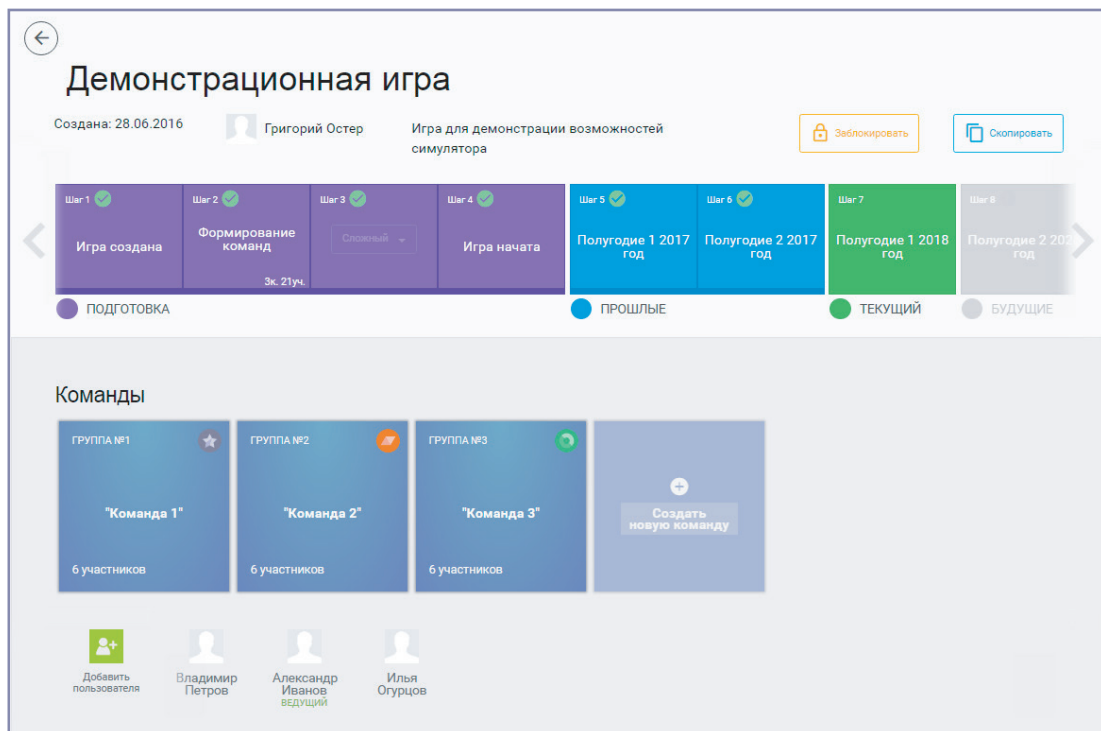 Демонстрационная игра
Создана: 28.06.2016
Григорий Остер
Игра для демонстрации возможностей
симулятора
Заблокировать
Скопировать
Шаг 1
Игра создана
Шаг 2
Формирование
команд
3к. 21уч.
Шаг 3
Сложный
Шаг 4
Игра начата
Шаг 5
Полугодие 1 2017
год
Шаг 6
Полугодие 2 2017
год
Шаг 7
Полугодие 1 2018
год
Шаг 8
Полугодие 2 202
год
ПОДГОТОВКА
ПРОШЛЫЕ
ТЕКУЩИЙ
БУДУЩИЕ
Команды
ГРУППА №1
"Команда 1"
6 участников
ГРУППА №2
"Команда 2"
6 участников
ГРУППА №3
"Команда 3"
6 участников
Создать
новую команду
Добавить
пользователя
Владимир
Петров
Александр
Иванов
ВЕДУЩИЙ
Илья
Огурцов